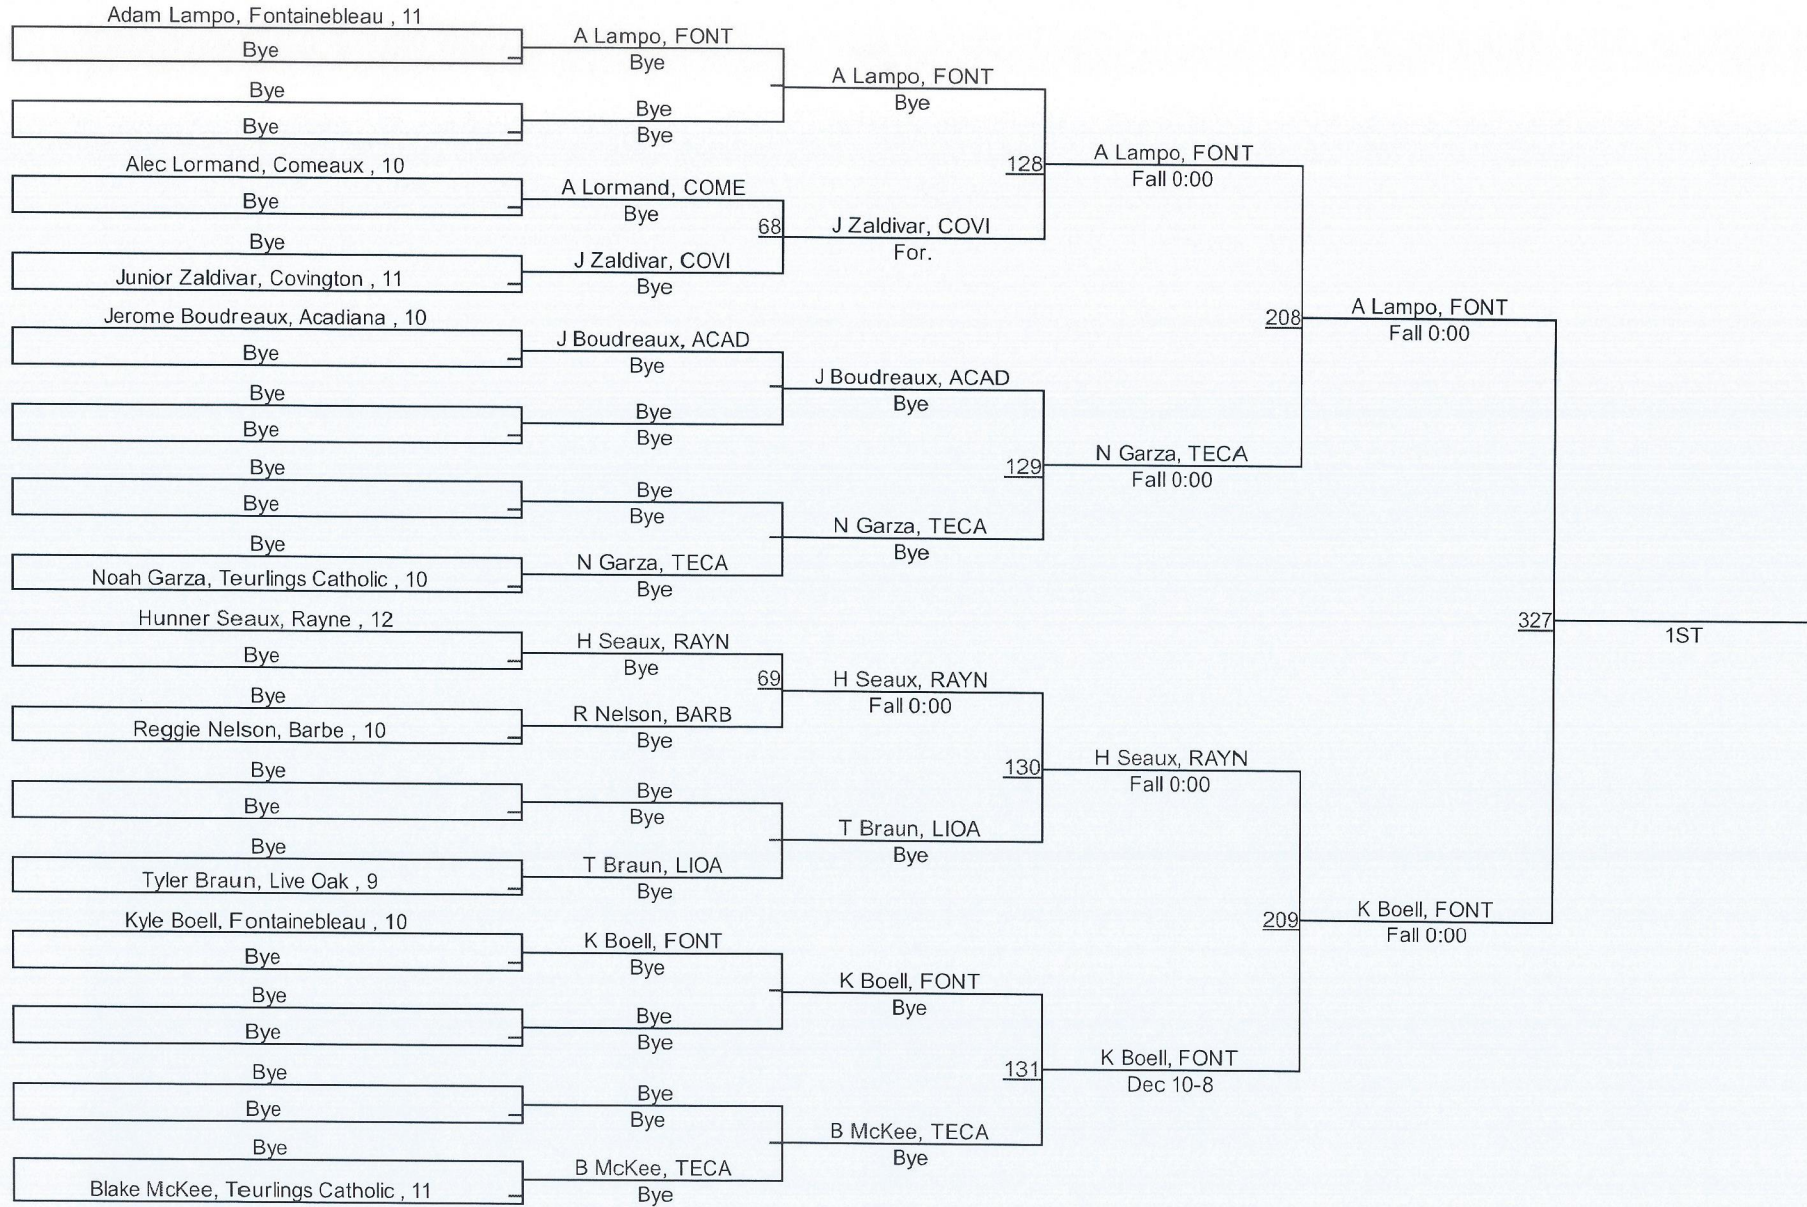 Adam Lampo, Fontainebleau , 11
Bye
Bye
Bye
Alec Lormand, Comeaux , 10
Bye
Bye
Junior Zaldivar, Covington , 11
Jerome Boudreaux, Acadiana , 10
Bye
Bye
Bye
Bye
Bye
Bye
Noah Garza, Teurlings Catholic , 10
Hunner Seaux, Rayne , 12
Bye
Bye
Reggie Nelson, Barbe , 10
Bye
Bye
Bye
Tyler Braun, Live Oak , 9
Kyle Boell, Fontainebleau , 10
Bye
Bye
Bye
Bye
Bye
Bye
Blake McKee, Teurlings Catholic , 11
A Lampo, FONT
Bye
Bye
Bye
A Lormand, COME
Bye
68
J Zaldivar, COVI
Bye
J Boudreaux, ACAD
Bye
Bye
Bye
Bye
Bye
N Garza, TECA
Bye
H Seaux, RAYN
Bye
69
R Nelson, BARB
Bye
Bye
Bye
T Braun, LIOA
Bye
K Boell, FONT
Bye
Bye
Bye
Bye
Bye
B McKee, TECA
Bye
A Lampo, FONT
Bye
128
J Zaldivar, COVI
For.
J Boudreaux, ACAD
Bye
129
N Garza, TECA
Bye
H Seaux, RAYN
Fall 0:00
130
T Braun, LIOA
Bye
K Boell, FONT
Bye
131
B McKee, TECA
Bye
A Lampo, FONT
Fall 0:00
208
N Garza, TECA
Fall 0:00
H Seaux, RAYN
Fall 0:00
209
K Boell, FONT
Dec 10-8
A Lampo, FONT
Fall 0:00
327
K Boell, FONT
Fall 0:00
1ST